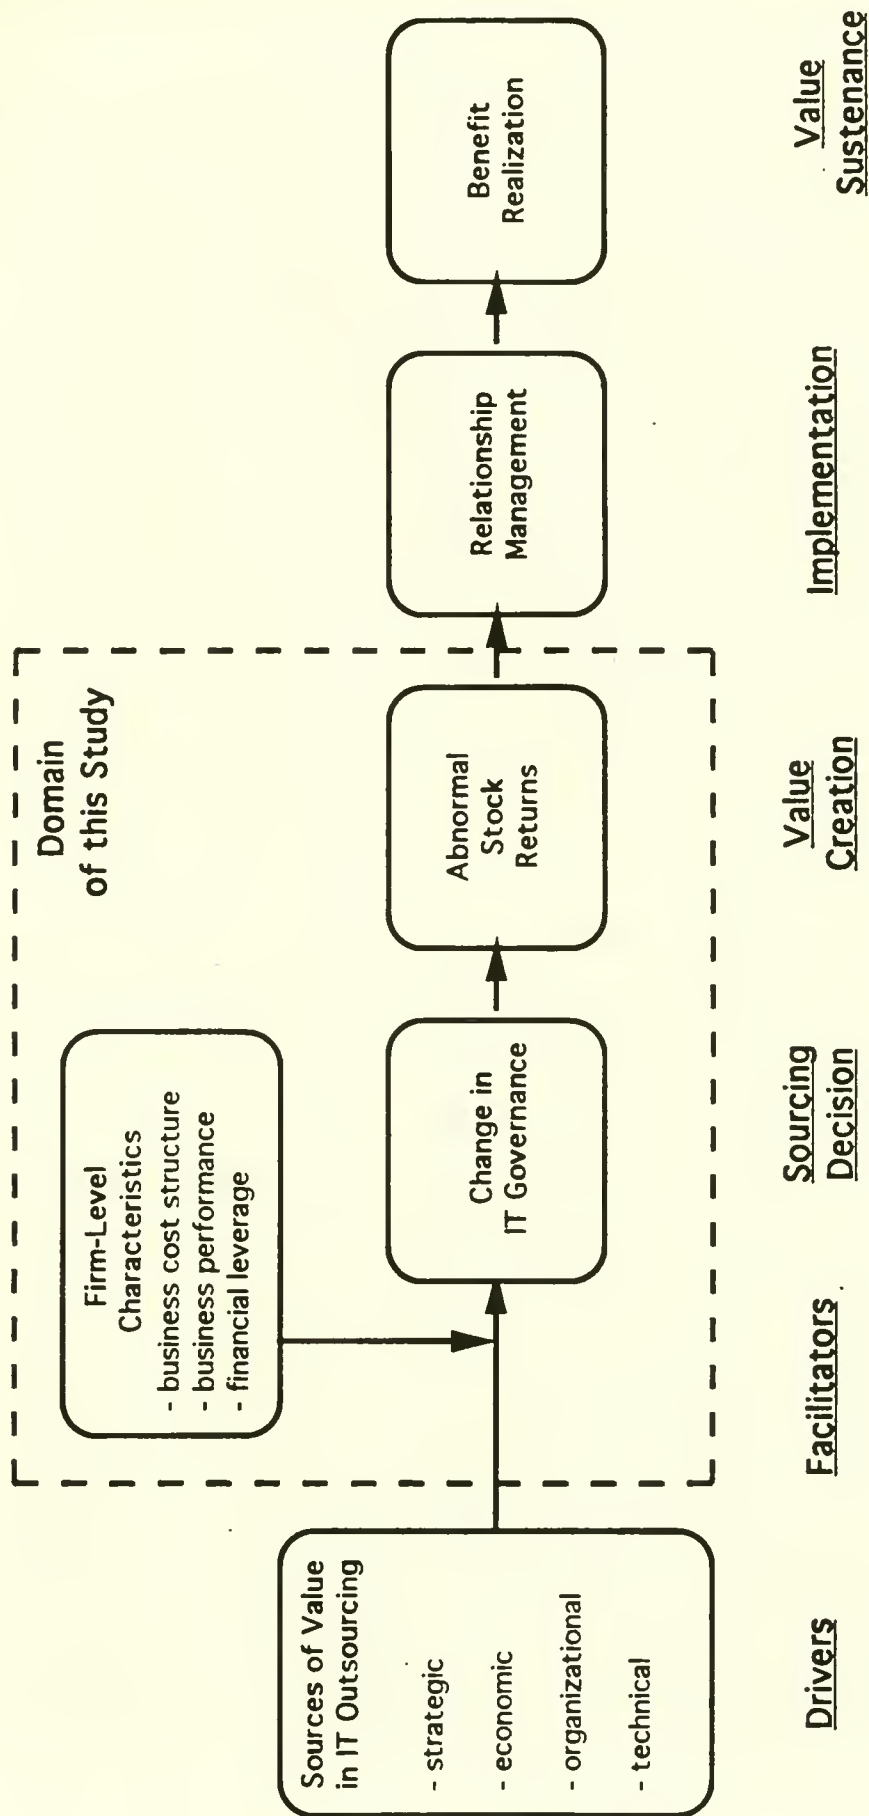 Domain
of this Study
Firm-Level
Characteristics
- business cost structure
- business performance
- financial leverage
Sources of Value
in IT Outsourcing
- strategic
- economic
- organizational
- technical
Change in
IT Governance
Abnormal
Stock
Returns
Relationship
Management
Benefit
Realization
Drivers
Facilitators
Sourcing
Decision
Value
Creation
Implementation
Value
Sustenance